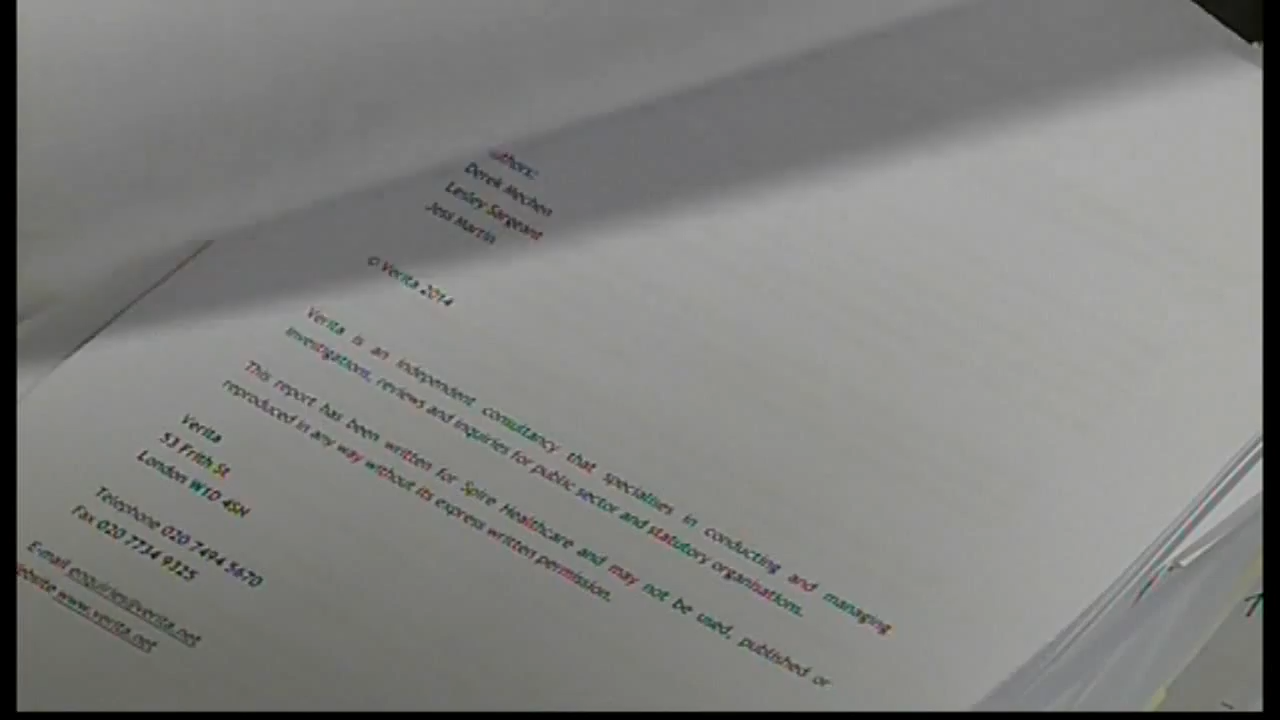 Authors:
Derek Mechen
Lesley Sargeant
Jess Martin
© Verita 2014
Verita is an independent consultancy that specialises in conducting and managing
investigations, reviews and inquiries for public sector and statutory organisations.
This report has been written for Spire Healthcare and may not be used, published or
reproduced in any way without its express written permission.
Verita
53 Frith St
London W1D 4SN
Telephone 020 7494 5670
Fax 020 7734 9325
E-mail enquiries@verita.net
ebsite www.verita.net